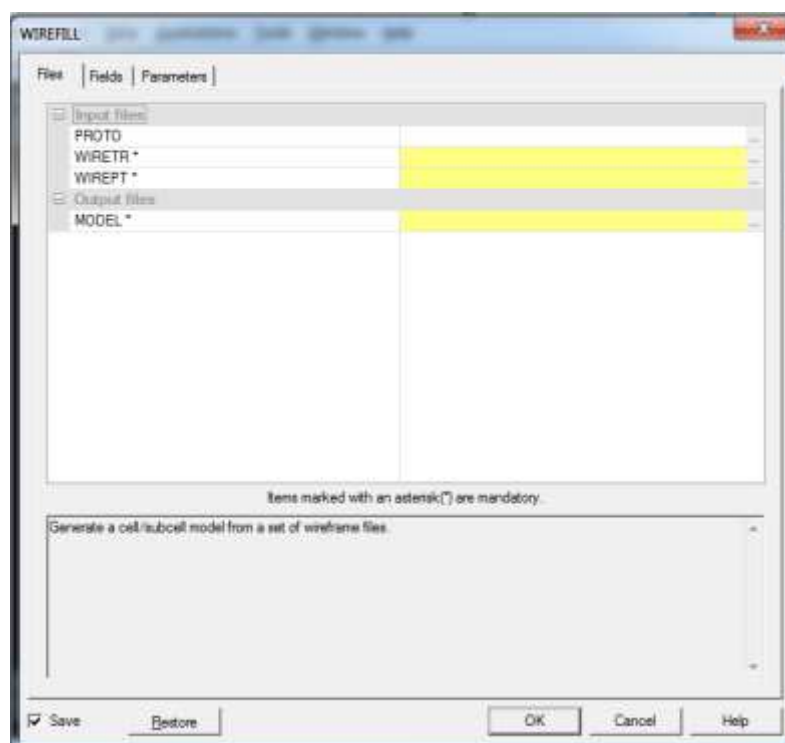 WIREFILL
Files Fields Parameters
Input files
PROTO
...
WIRETR *
...
WIREPT *
...
Output files
MODEL *
...
Items marked with an asterisk(*) are mandatory.
Generate a cell/subcell model from a set of wireframe files.
Save Restore OK Cancel Help